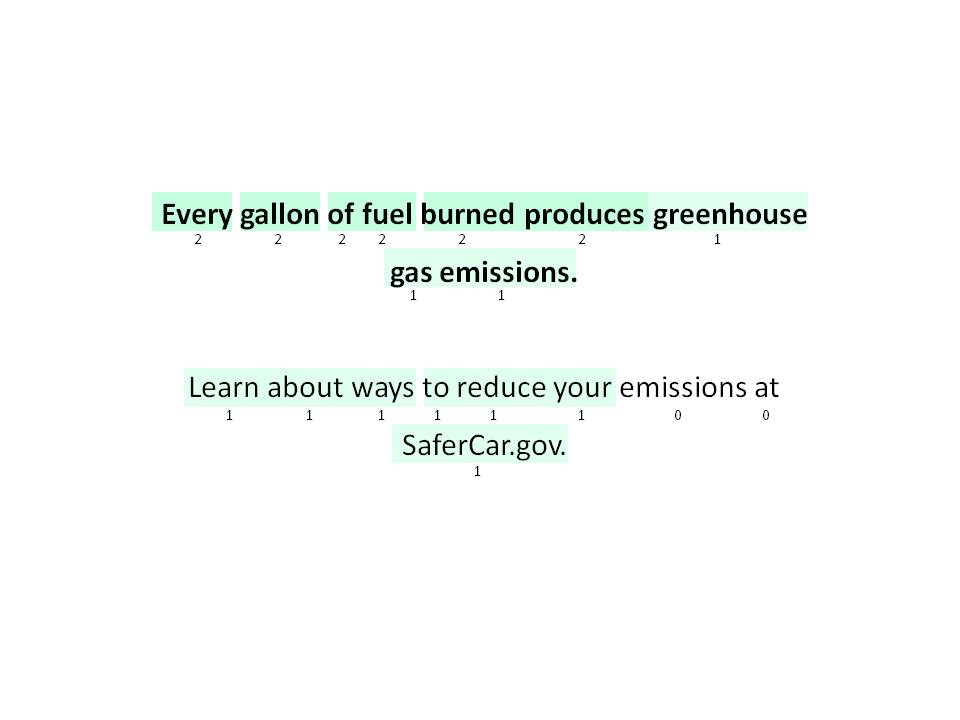 Every gallon of fuel burned produces greenhouse
2 2 2 2 2 2 1
gas emissions.
1 1
Learn about ways to reduce your emissions at
1 1 1 1 1 1 0 0
SaferCar.gov.
1